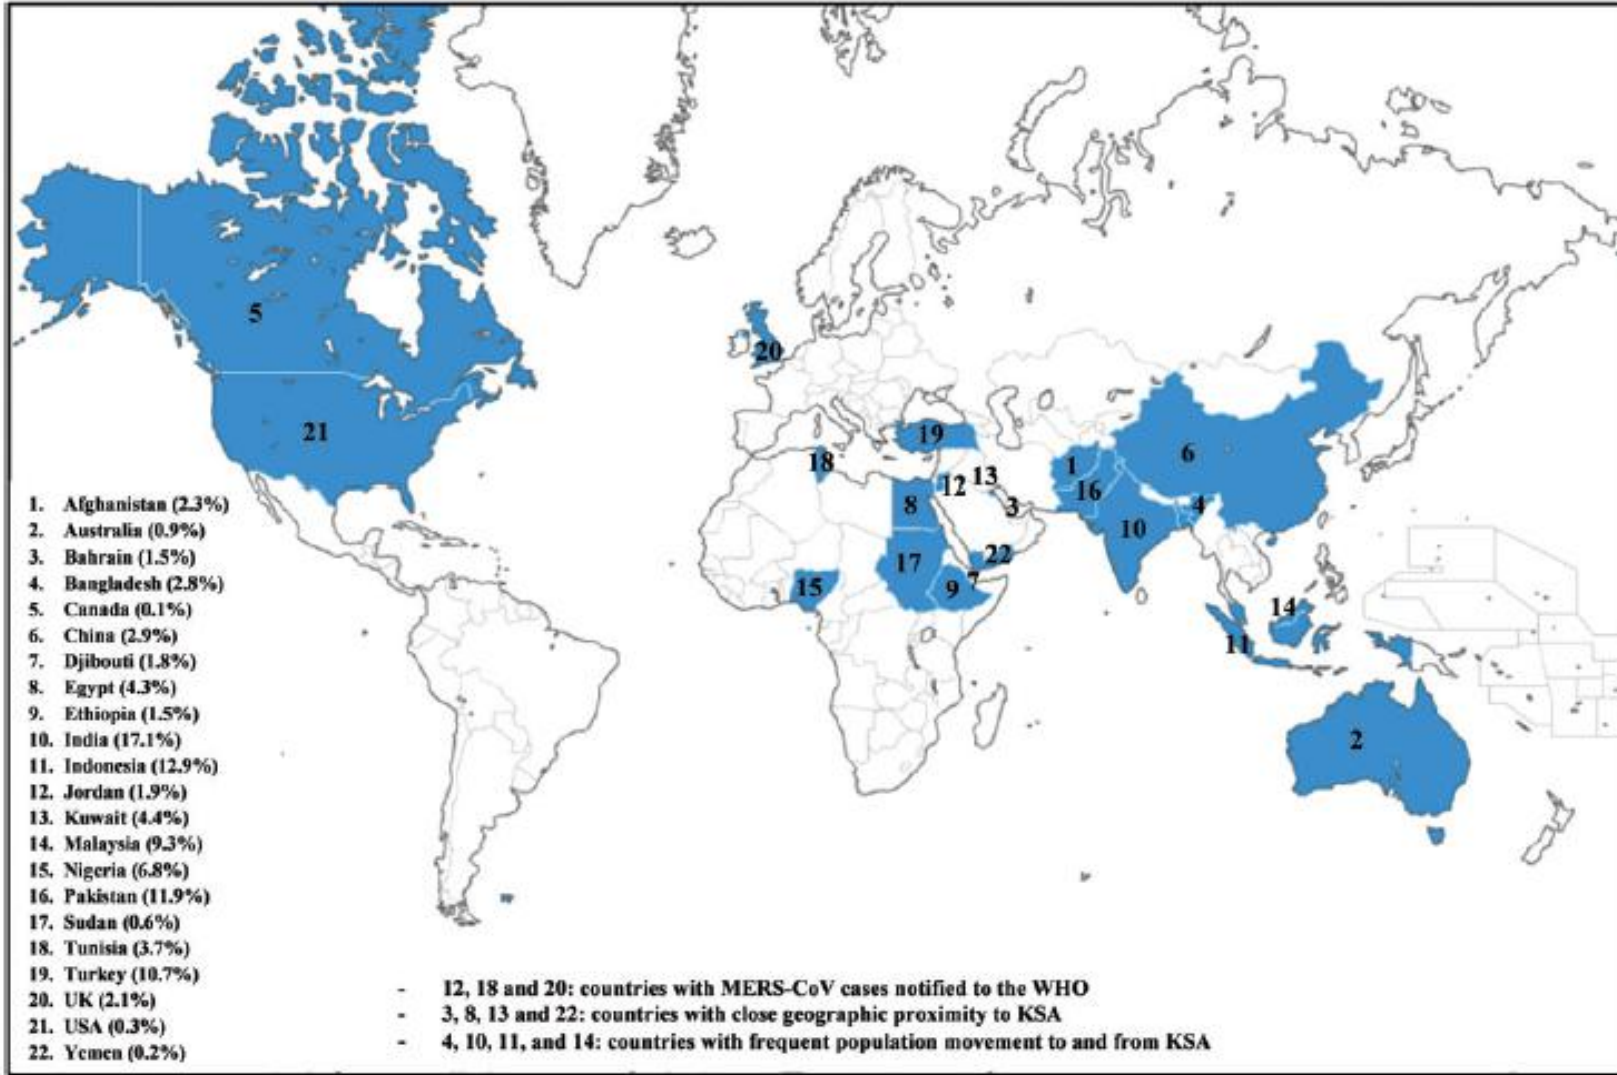 5
20
21
19
6
18
12
13
1
16
8
3
4
10
17
22
15
9
7
14
11
2
1. Afghanistan (2.3%)
2. Australia (0.9%)
3. Bahrain (1.5%)
4. Bangladesh (2.8%)
5. Canada (0.1%)
6. China (2.9%)
7. Djibouti (1.8%)
8. Egypt (4.3%)
9. Ethiopia (1.5%)
10. India (17.1%)
11. Indonesia (12.9%)
12. Jordan (1.9%)
13. Kuwait (4.4%)
14. Malaysia (9.3%)
15. Nigeria (6.8%)
16. Pakistan (11.9%)
17. Sudan (0.6%)
18. Tunisia (3.7%)
19. Turkey (10.7%)
20. UK (2.1%)
21. USA (0.3%)
22. Yemen (0.2%)
- 12, 18 and 20: countries with MERS-CoV cases notified to the WHO
- 3, 8, 13 and 22: countries with close geographic proximity to KSA
- 4, 10, 11, and 14: countries with frequent population movement to and from KSA